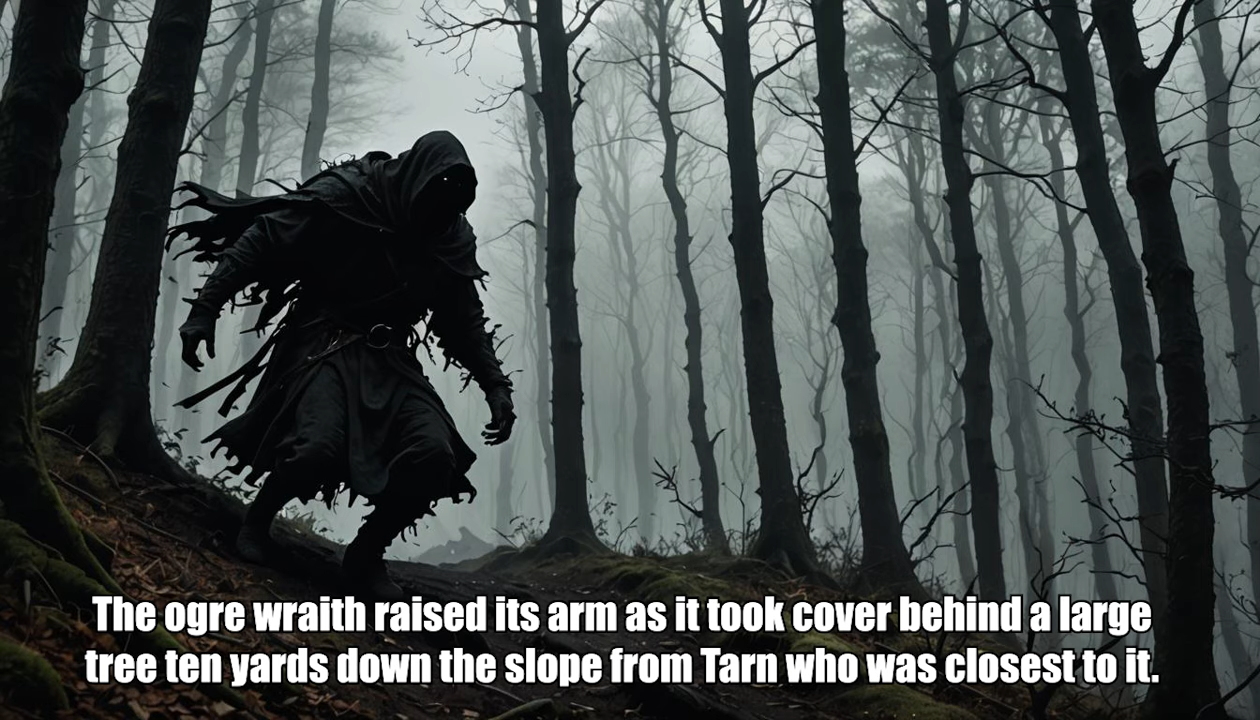 The ogre wraith raised its arm as it took cover behind a large
tree ten yards down the slope from Tarn who was closest to it.